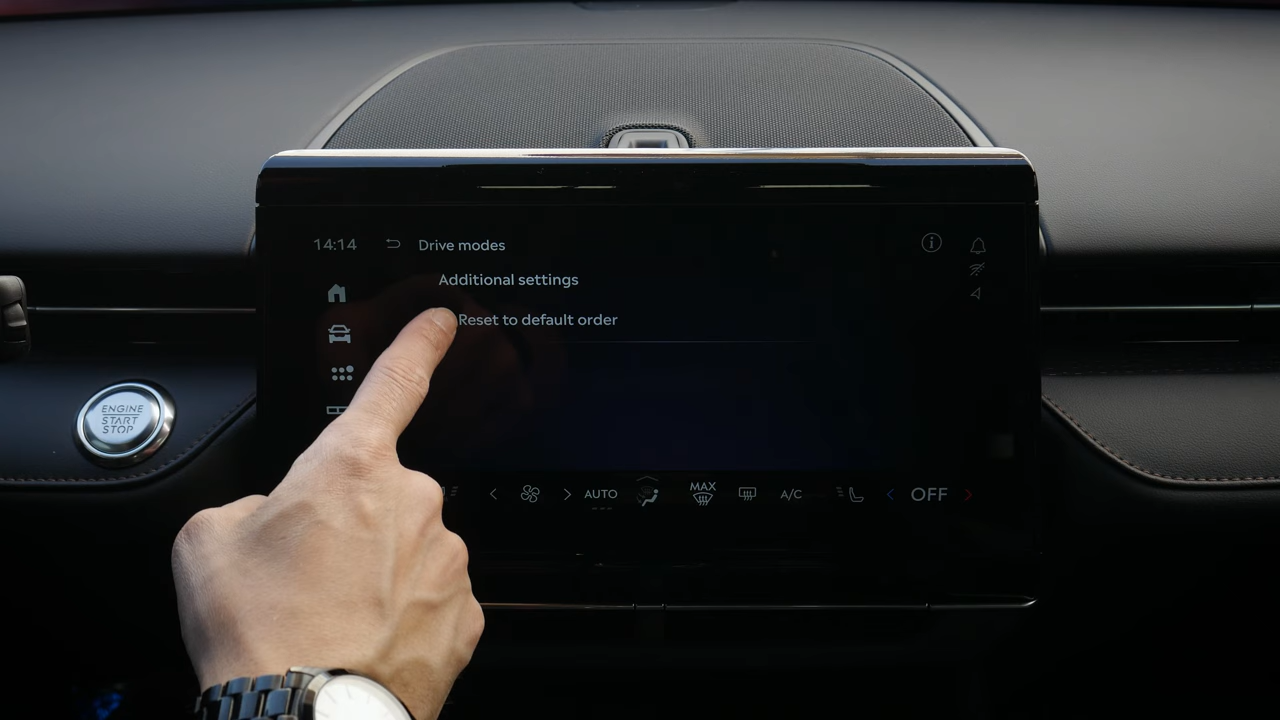 14:14
Drive modes
Additional settings
Reset to default order
ENGINE
START
STOP
AUTO
MAX
A/C
OFF